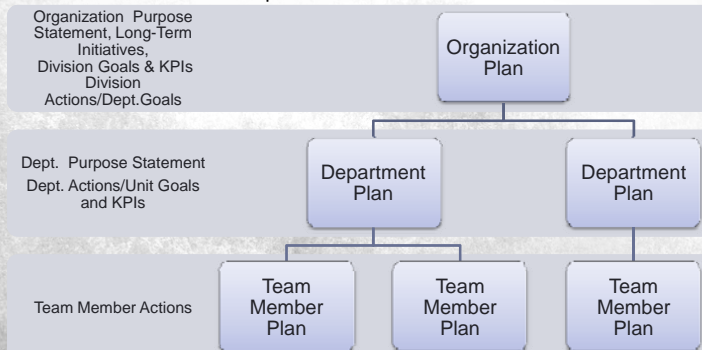 Organization Purpose
Statement, Long-Term
Initiatives,
Division Goals & KPIs
Division
Actions/Dept.Goals
Organization
Plan
Dept. Purpose Statement
Dept. Actions/Unit Goals
and KPIs
Department
Plan
Department
Plan
Team Member Actions
Team
Member
Plan
Team
Member
Plan
Team
Member
Plan